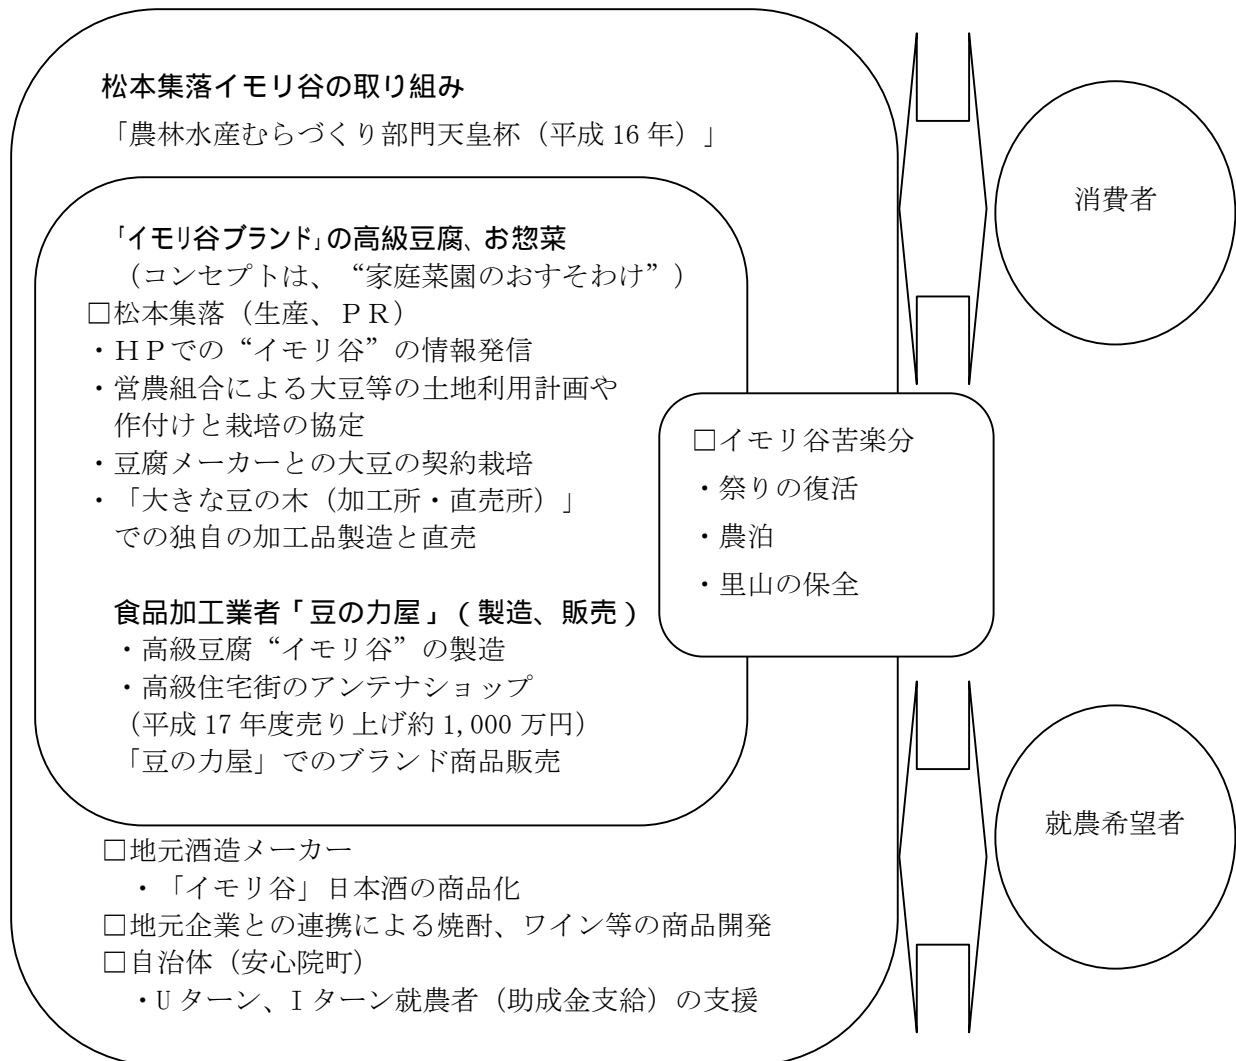 松本集落イモリ谷の取り組み
「農林水産むらづくり部門天皇杯（平成 16 年）」
「イモリ谷ブランド」の高級豆腐、お惣菜
（コンセプトは、“家庭菜園のおすそわけ”）
□松本集落（生産、ＰＲ）
・ＨＰでの“イモリ谷”の情報発信
・営農組合による大豆等の土地利用計画や
作付けと栽培の協定
・豆腐メーカーとの大豆の契約栽培
・「大きな豆の木（加工所・直売所）」
での独自の加工品製造と直売
食品加工業者「豆の力屋」（製造、販売）
・高級豆腐“イモリ谷”の製造
・高級住宅街のアンテナショップ
（平成 17 年度売り上げ約 1,000 万円）
「豆の力屋」でのブランド商品販売
□イモリ谷苦楽分
・祭りの復活
・農泊
・里山の保全
□地元酒造メーカー
・「イモリ谷」日本酒の商品化
□地元企業との連携による焼酎、ワイン等の商品開発
□自治体（安心院町）
・U ターン、I ターン就農者（助成金支給）の支援
消費者
就農希望者